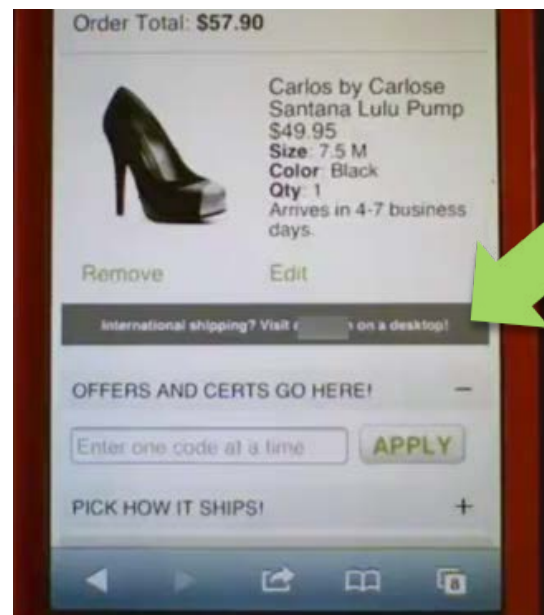 Order Total: $57.90
Carlos by Carlose
Santana Lulu Pump
$49.95
Size: 7.5 M
Color: Black
Qty: 1
Arrives in 4-7 business
days.
Remove Edit
International shipping? Visit on a desktop!
OFFERS AND CERTS GO HERE! –
Enter one code at a time APPLY
PICK HOW IT SHIPS! +
8